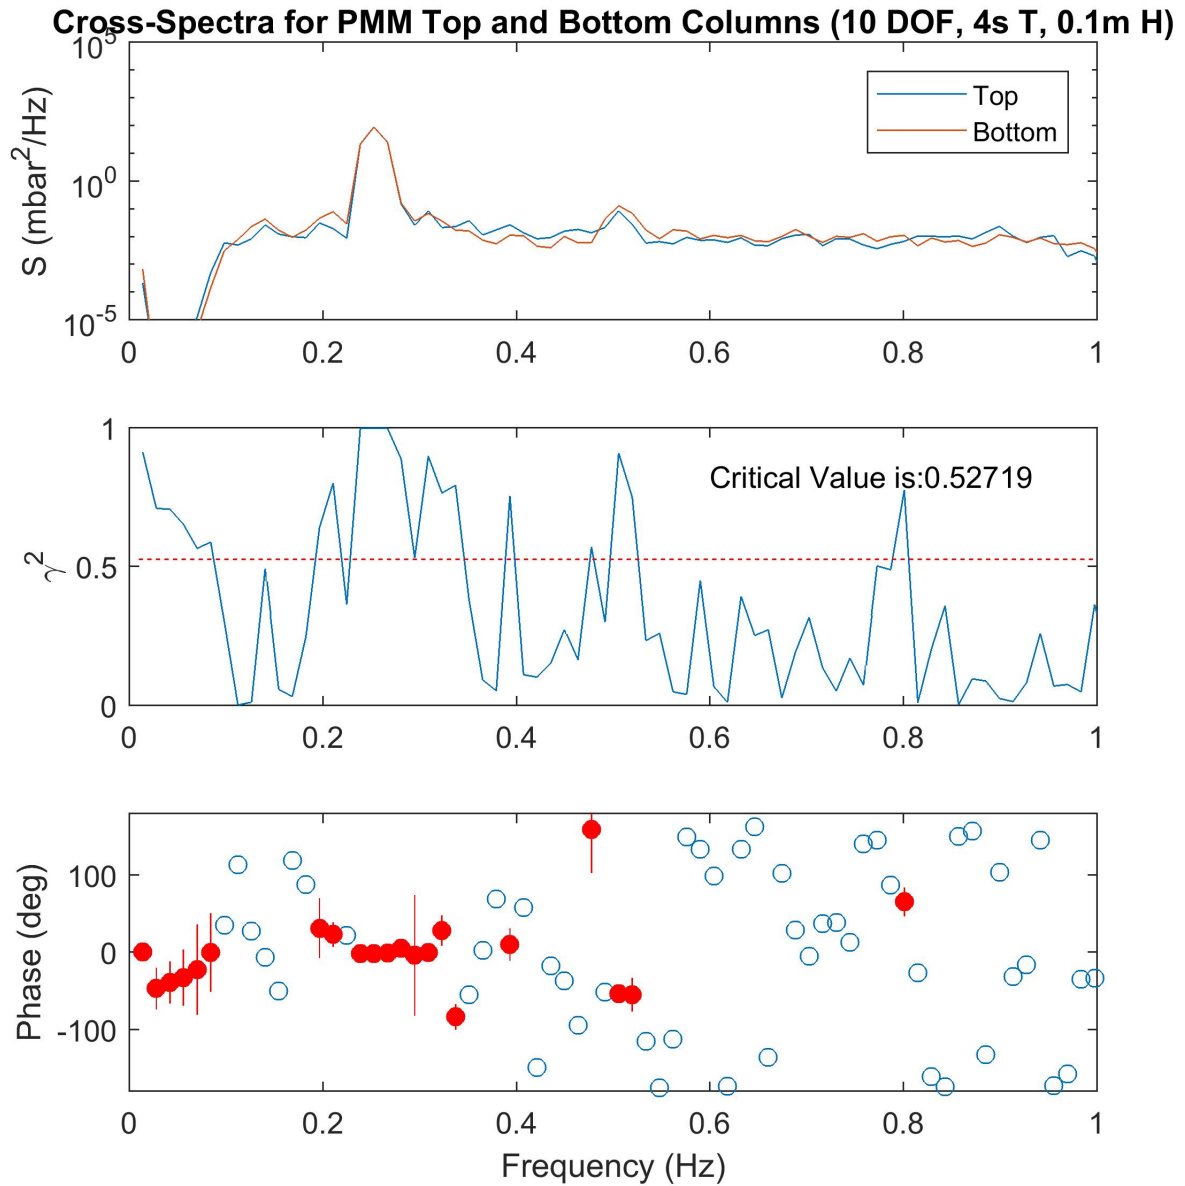 Cross-Spectra for PMM Top and Bottom Columns (10 DOF, 4s T, 0.1m H)
10^5
10^0
10^-5
S (mbar^2/Hz)
Top
Bottom
0 0.2 0.4 0.6 0.8 1
1
0.5
0
γ^2
Critical Value is:0.52719
0 0.2 0.4 0.6 0.8 1
100
0
-100
Phase (deg)
0 0.2 0.4 0.6 0.8 1
Frequency (Hz)